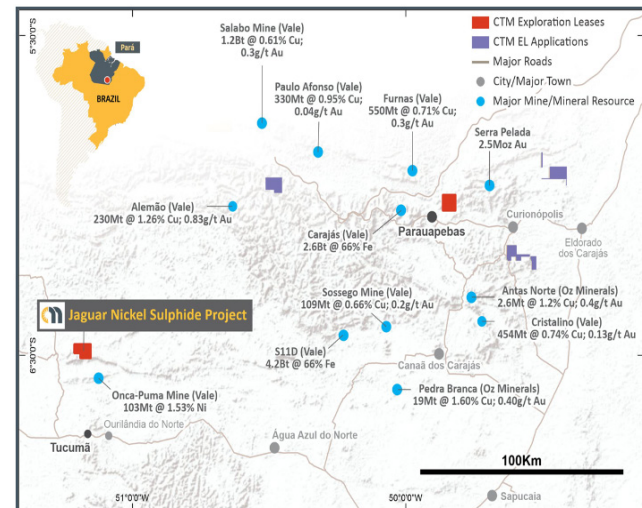 5°30'0"S
Pará
BRAZIL
Salabo Mine (Vale)
1.2Bt @ 0.61% Cu;
0.3g/t Au
Paulo Afonso (Vale)
330Mt @ 0.95% Cu;
0.04g/t Au
Furnas (Vale)
550Mt @ 0.71% Cu;
0.3g/t Au
Serra Pelada
2.5Moz Au
CTM Exploration Leases
CTM EL Applications
Major Roads
City/Major Town
Major Mine/Mineral Resource
Alemão (Vale)
230Mt @ 1.26% Cu; 0.83g/t Au
Carajás (Vale)
2.6Bt @ 66% Fe
Parauapebas
Curionópolis
Eldorado
dos Carajás
Jaguar Nickel Sulphide Project
Sossego Mine (Vale)
109Mt @ 0.66% Cu; 0.2g/t Au
Antas Norte (Oz Minerals)
2.6Mt @ 1.2% Cu; 0.4g/t Au
Cristalino (Vale)
454Mt @ 0.74% Cu; 0.13g/t Au
S11D (Vale)
4.2Bt @ 66% Fe
Canaã dos Carajás
6°30'0"S
Onca-Puma Mine (Vale)
103Mt @ 1.53% Ni
Pedra Branca (Oz Minerals)
19Mt @ 1.60% Cu; 0.40g/t Au
Ourilândia do Norte
Tucumã
Água Azul do Norte
100Km
Sapucaia
51°0'0"W
50°0'0"W